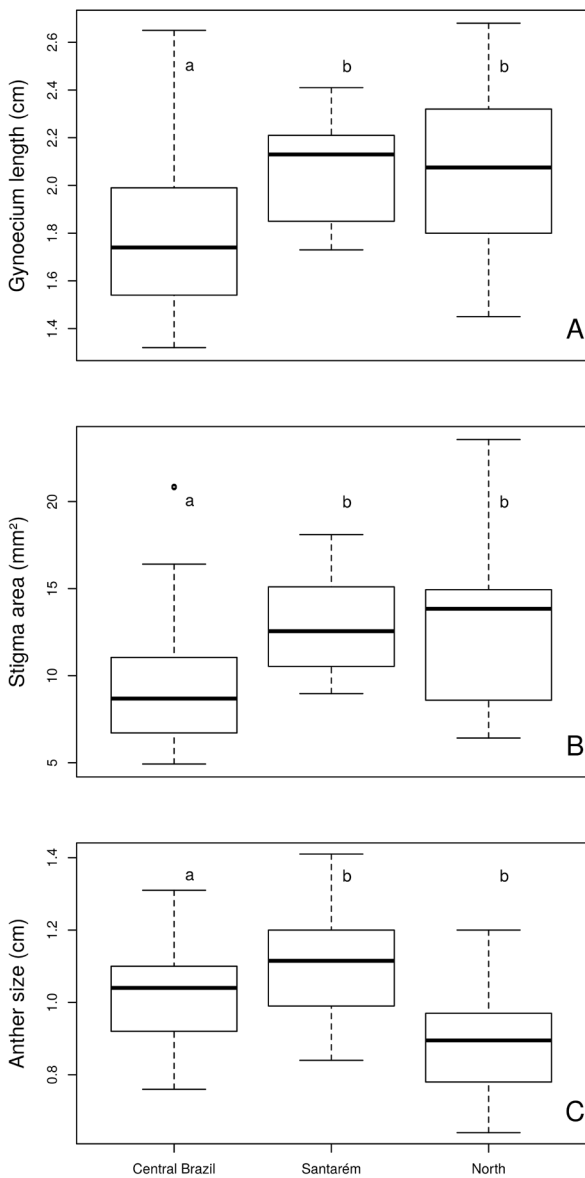 Gynoecium length (cm)
2.6
2.4
2.2
2.0
1.8
1.6
1.4
a
b
b
A
Stigma area (mm²)
20
15
10
5
a
b
b
B
Anther size (cm)
1.4
1.2
1.0
0.8
a
b
b
C
Central Brazil
Santarém
North